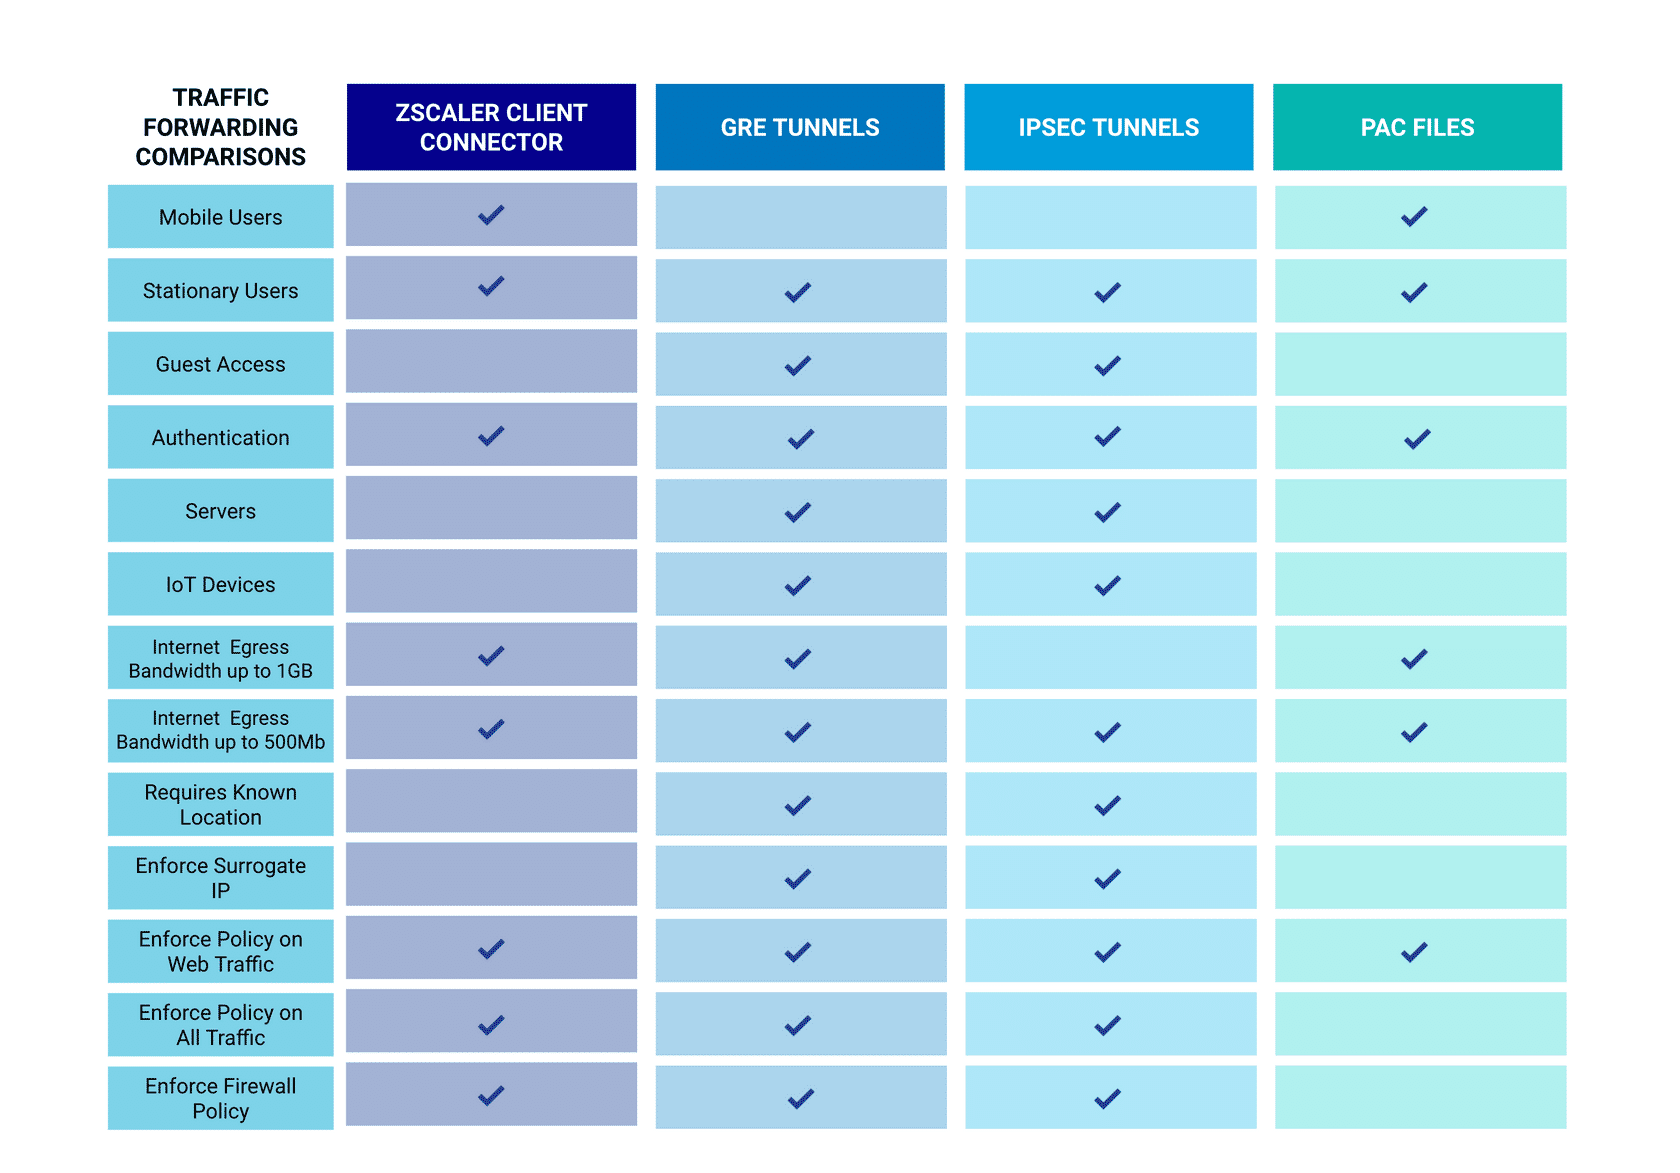 TRAFFIC
FORWARDING
COMPARISONS
ZSCALER CLIENT
CONNECTOR
GRE TUNNELS
IPSEC TUNNELS
PAC FILES
Mobile Users
Stationary Users
Guest Access
Authentication
Servers
IoT Devices
Internet Egress
Bandwidth up to 1GB
Internet Egress
Bandwidth up to 500Mb
Requires Known
Location
Enforce Surrogate
IP
Enforce Policy on
Web Traffic
Enforce Policy on
All Traffic
Enforce Firewall
Policy